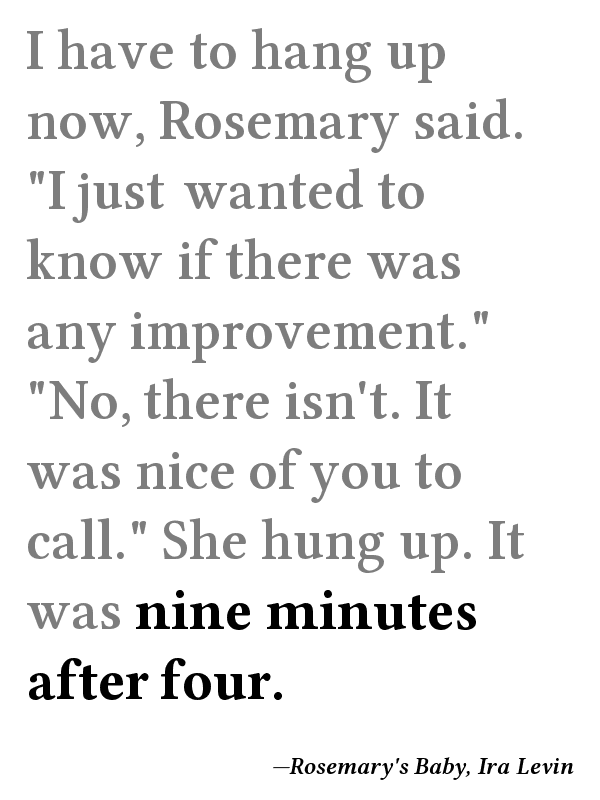 I have to hang up
now, Rosemary said.
"I just wanted to
know if there was
any improvement."
"No, there isn't. It
was nice of you to
call." She hung up. It
was nine minutes
after four.
—Rosemary's Baby, Ira Levin